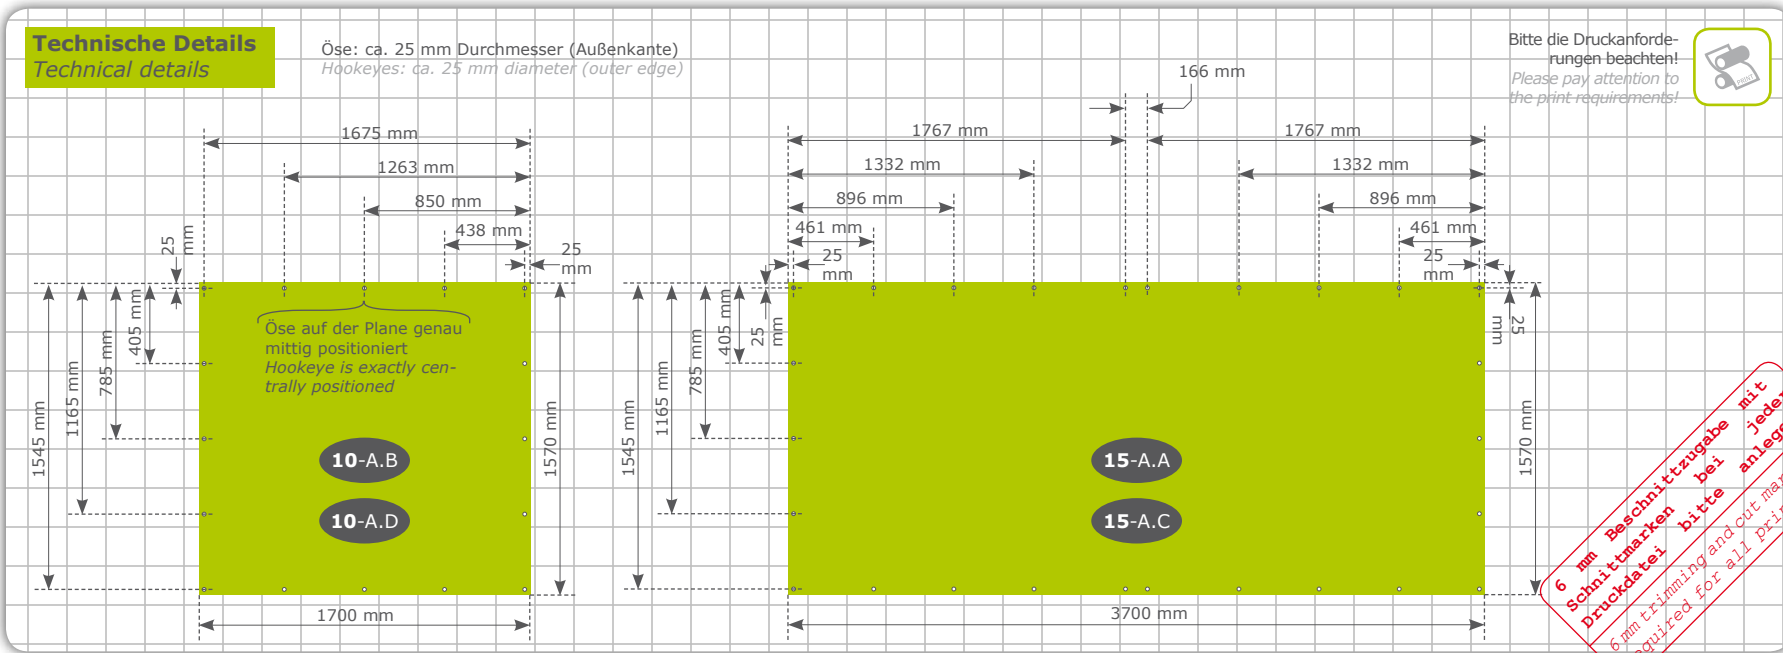 Technische Details
Technical details
Öse: ca. 25 mm Durchmesser (Außenkante)
Hookeyes: ca. 25 mm diameter (outer edge)
Bitte die Druckanforde-
rungen beachten!
Please pay attention to
the print requirements!
PRINT
1675 mm
1263 mm
850 mm
438 mm
25
mm
25
mm
405 mm
785 mm
1165 mm
1545 mm
1570 mm
1700 mm
Öse auf der Plane genau
mittig positioniert
Hookeye is exactly cen-
trally positioned
10-A.B
10-A.D
166 mm
1767 mm
1767 mm
1332 mm
1332 mm
896 mm
896 mm
461 mm
461 mm
25
mm
25
mm
25
mm
25
mm
405 mm
785 mm
1165 mm
1545 mm
1570 mm
3700 mm
15-A.A
15-A.C
6 mm Beschnittzugabe mit
Schnittmarken bei jeder
Druckdatei bitte
6 mm trimming and cut
for all